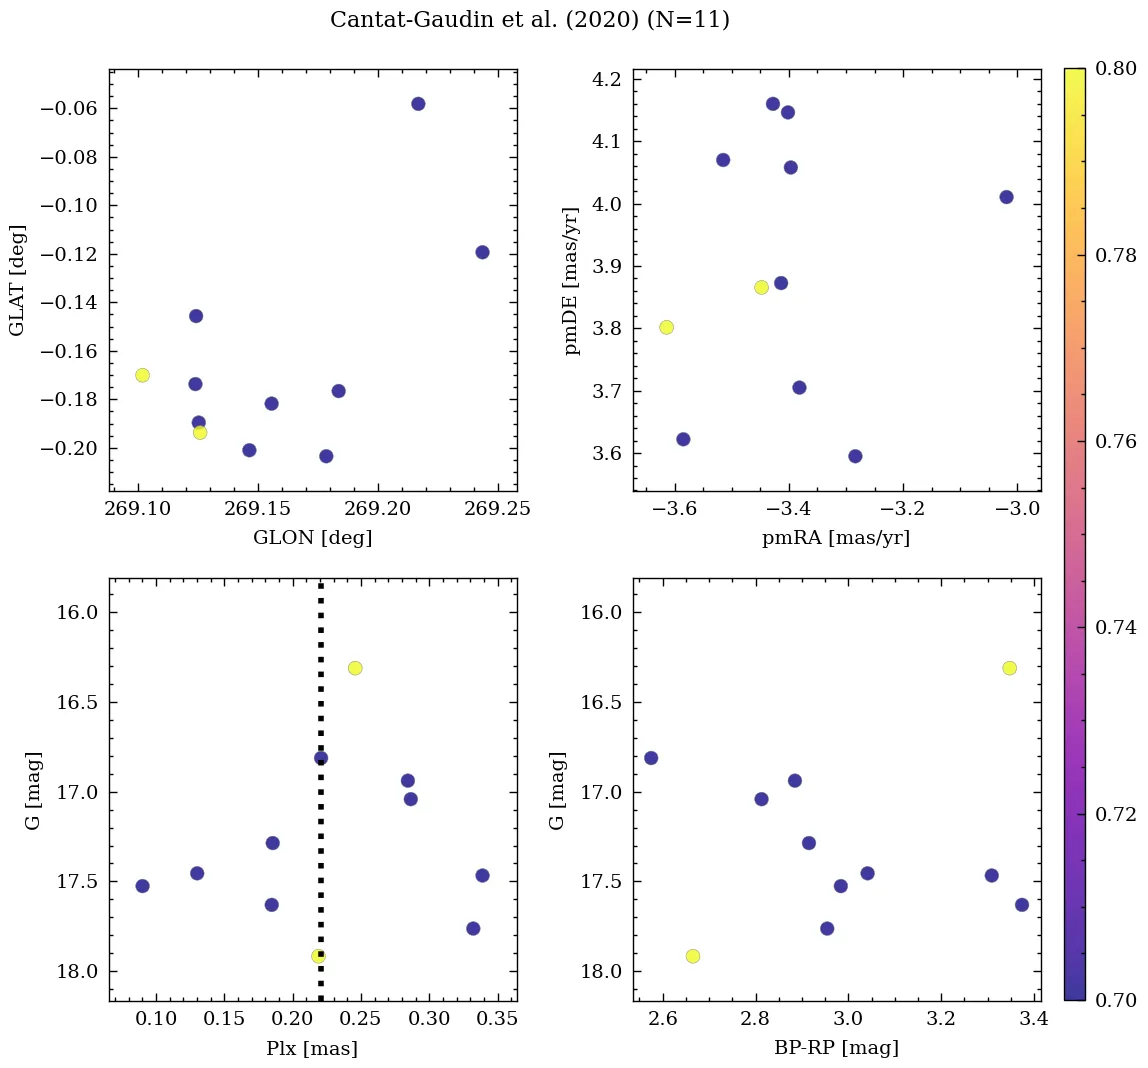 Cantat-Gaudin et al. (2020) (N=11)
−0.06
−0.08
−0.10
−0.12
−0.14
−0.16
−0.18
−0.20
GLAT [deg]
269.10 269.15 269.20 269.25
GLON [deg]
4.2
4.1
4.0
3.9
3.8
3.7
3.6
pmDE [mas/yr]
−3.6 −3.4 −3.2 −3.0
pmRA [mas/yr]
16.0
16.5
17.0
17.5
18.0
G [mag]
0.10 0.15 0.20 0.25 0.30 0.35
Plx [mas]
16.0
16.5
17.0
17.5
18.0
G [mag]
2.6 2.8 3.0 3.2 3.4
BP-RP [mag]
0.80
0.78
0.76
0.74
0.72
0.70